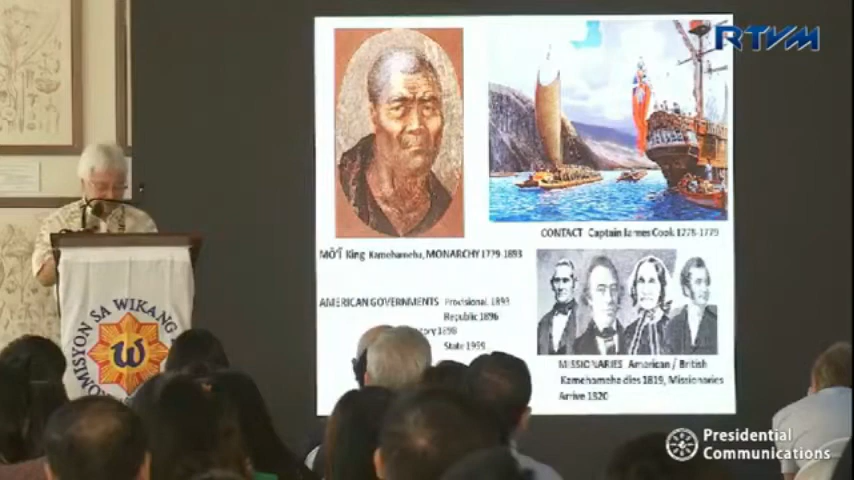 RTVM
CONTACT Captain James Cook 1778-1779
MŌʻĪ King Kamehameha, MONARCHY 1779-1893
AMERICAN GOVERNMENTS Provisional 1893
Republic 1896
1898
State 1959
MISSIONARIES American / British
Kamehameha dies 1819, Missionaries
Arrive 1820
KOMISYON SA WIKANG
W
Presidential
Communications